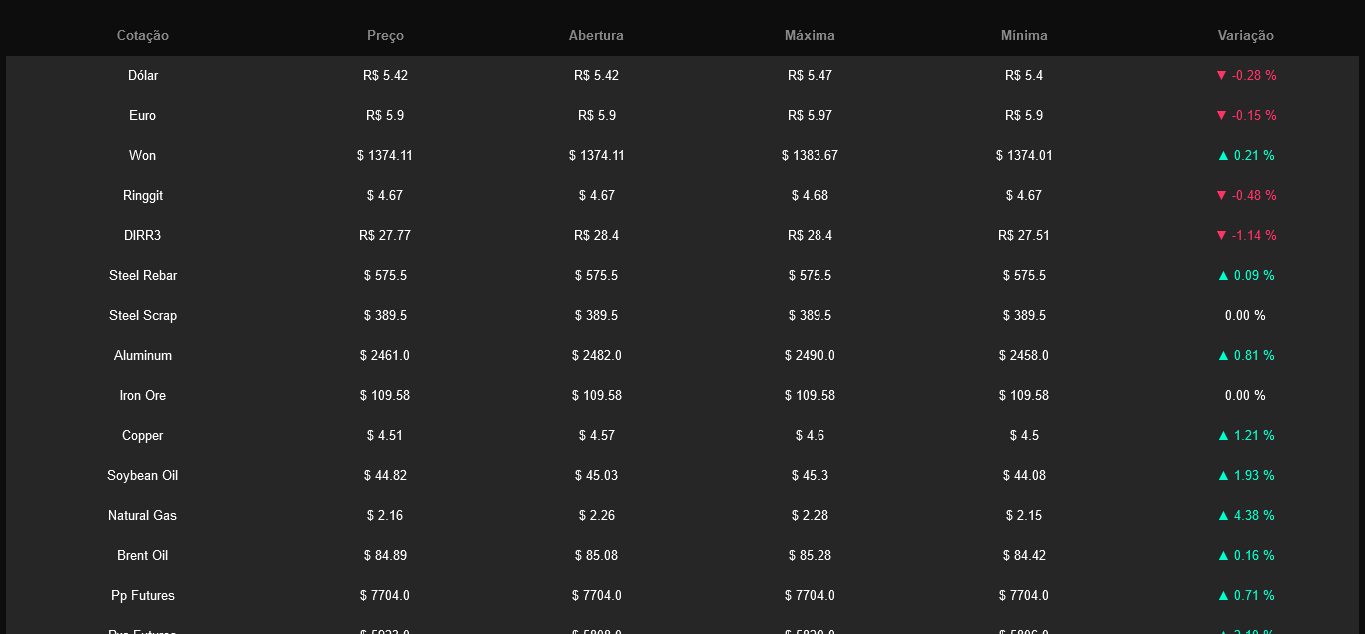 Cotação Preço Abertura Máxima Mínima Variação
Dólar R$ 5.42 R$ 5.42 R$ 5.47 R$ 5.4 ▼ -0.28 %
Euro R$ 5.9 R$ 5.9 R$ 5.97 R$ 5.9 ▼ -0.15 %
Won $ 1374.11 $ 1374.11 $ 1383.67 $ 1374.01 ▲ 0.21 %
Ringgit $ 4.67 $ 4.67 $ 4.68 $ 4.67 ▼ -0.48 %
DIRR3 R$ 27.77 R$ 28.4 R$ 28.4 R$ 27.51 ▼ -1.14 %
Steel Rebar $ 575.5 $ 575.5 $ 575.5 $ 575.5 ▲ 0.09 %
Steel Scrap $ 389.5 $ 389.5 $ 389.5 $ 389.5 0.00 %
Aluminum $ 2461.0 $ 2482.0 $ 2490.0 $ 2458.0 ▲ 0.81 %
Iron Ore $ 109.58 $ 109.58 $ 109.58 $ 109.58 0.00 %
Copper $ 4.51 $ 4.57 $ 4.6 $ 4.5 ▲ 1.21 %
Soybean Oil $ 44.82 $ 45.03 $ 45.3 $ 44.08 ▲ 1.93 %
Natural Gas $ 2.16 $ 2.26 $ 2.28 $ 2.15 ▲ 4.38 %
Brent Oil $ 84.89 $ 85.08 $ 85.28 $ 84.42 ▲ 0.16 %
Pp Futures $ 7704.0 $ 7704.0 $ 7704.0 $ 7704.0 ▲ 0.71 %